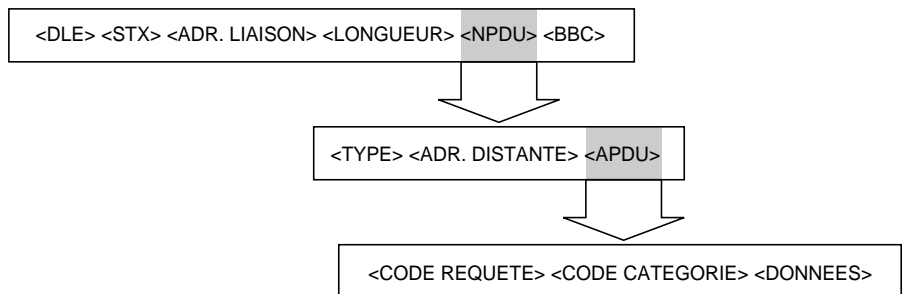 <DLE> <STX> <ADR. LIAISON> <LONGUEUR> <NPDU> <BBC>
<TYPE> <ADR. DISTANTE> <APDU>
<CODE REQUETE> <CODE CATEGORIE> <DONNEES>